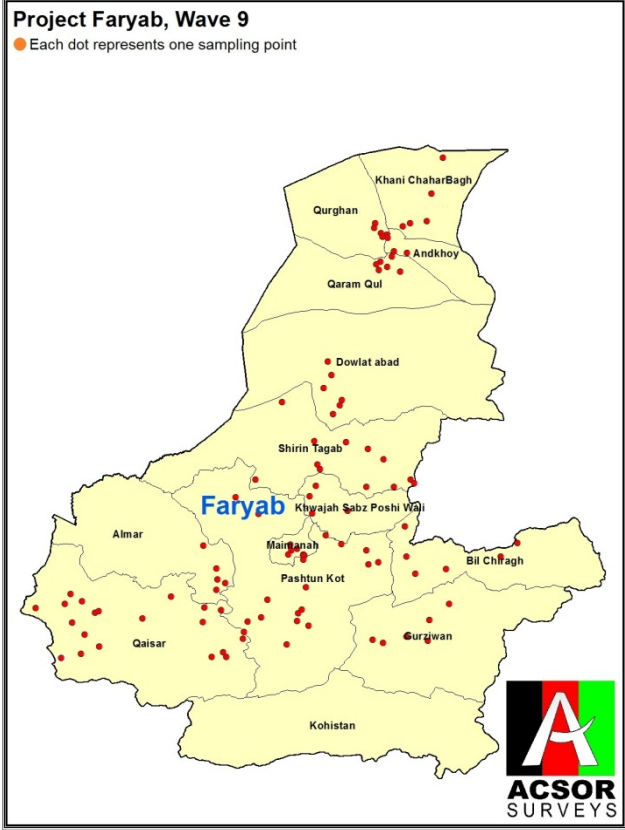 Project Faryab, Wave 9
Each dot represents one sampling point
Khani ChaharBagh
Qurghan
Andkhoy
Qaram Qul
Dowlat abad
Shirin Tagab
Faryab
Khwajah Sabz Poshi Wali
Almar
Maimanah
Bil Chiragh
Pashtun Kot
Gurziwan
Qaisar
Kohistan
ACSOR
SURVEYS